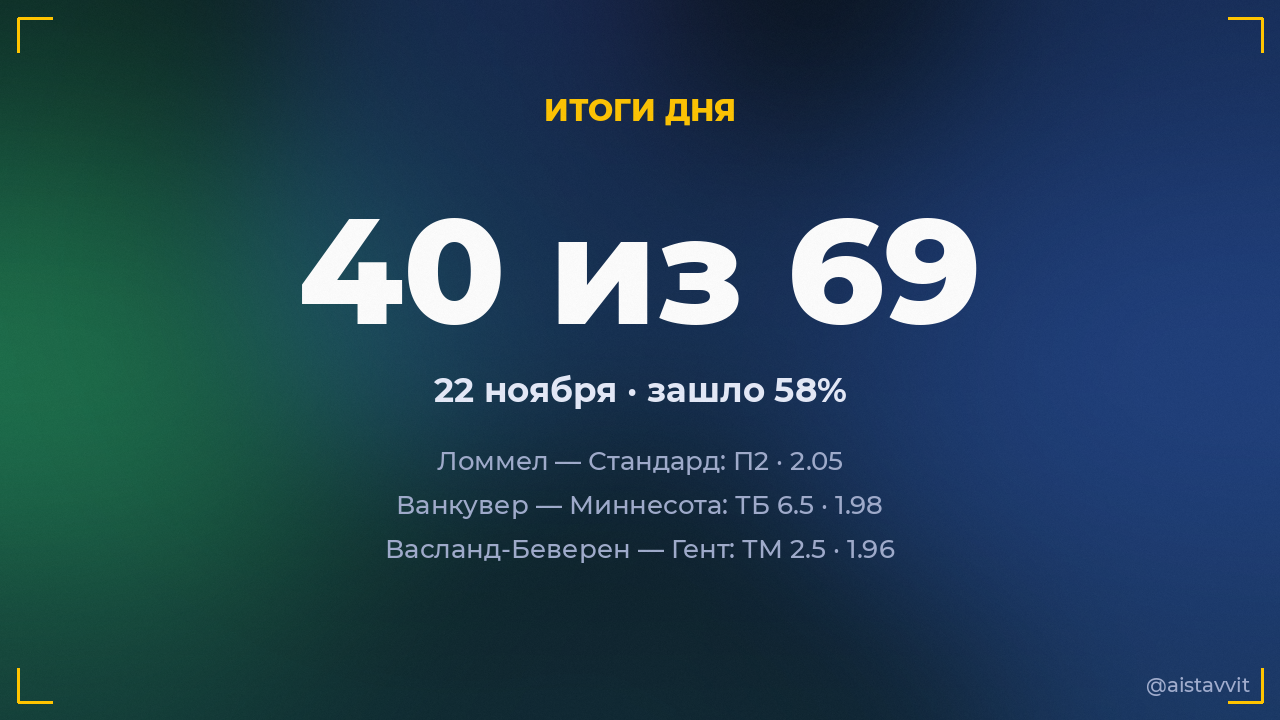 ИТОГИ ДНЯ
40 из 69
22 ноября · зашло 58%
Ломмел — Стандард: П2 · 2.05
Ванкувер — Миннесота: ТБ 6.5 · 1.98
Васланд-Беверен — Гент: ТМ 2.5 · 1.96
@aistavvit